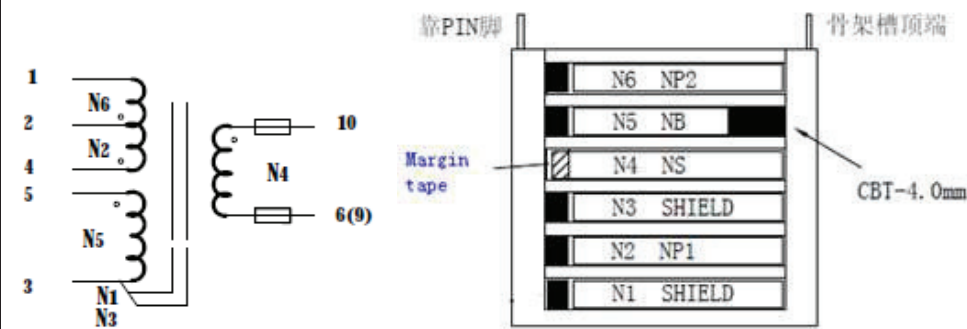 靠PIN脚
骨架槽顶端
1
N6
2
N2
4
5
N5
3
N1
N3
10
N4
6(9)
N6 NP2
N5 NB
N4 NS
N3 SHIELD
N2 NP1
N1 SHIELD
Margin
tape
CBT-4.0mm